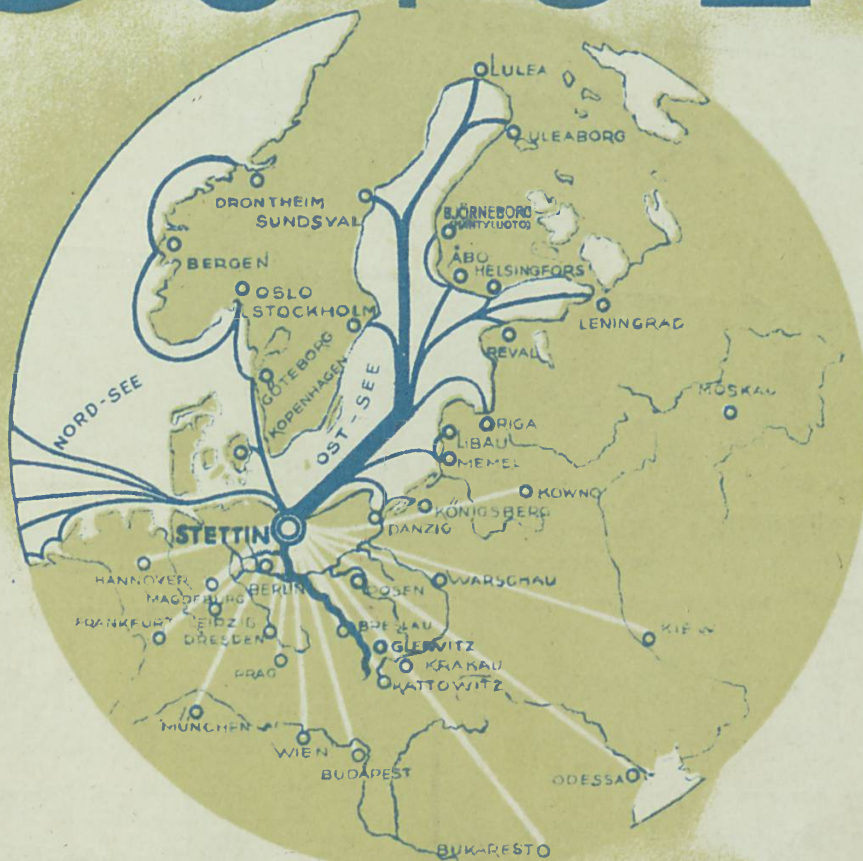 LULEA
ULEABORG
DRONTHEIM
SUNDSVAL
BJÖRNEBORG
(MÄNTYLUOTO)
BERGEN
ÅBO
HELSINGFORS
OSLO
STOCKHOLM
LENINGRAD
REVAL
GÖTEBORG
KOPENHAGEN
NORD-SEE
OST-SEE
MOSKAU
RIGA
LIBAU
MEMEL
KOWNO
KÖNIGSBERG
STETTIN
DANZIG
HANNOVER
BERLIN
POSEN
WARSCHAU
MAGDEBURG
FRANKFURT
LEIPZIG
BRESLAU
KIEW
DRESDEN
GLEIWITZ
PRAG
KRAKAU
KATTOWITZ
MÜNCHEN
WIEN
BUDAPEST
ODESSA
BUKAREST